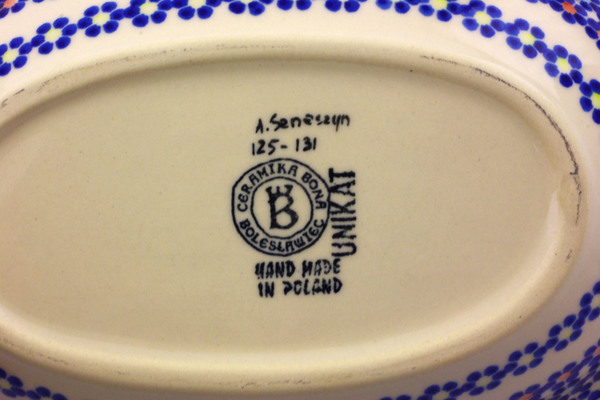 A. Seneszyn
125-131
CERAMIKA BONA
B
BOLESŁAWIEC
UNIKAT
HAND MADE
IN POLAND